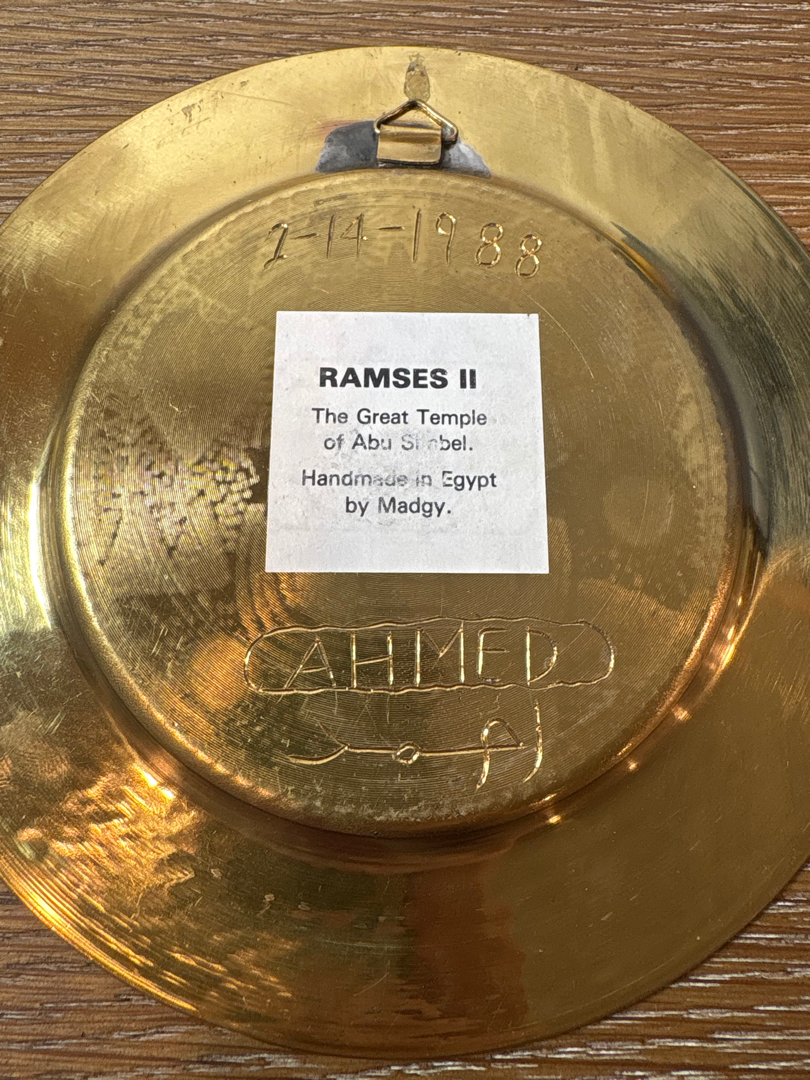 2-14-1988
RAMSES II
The Great Temple
of Abu Simbel.
Handmade in Egypt
by Madgy.
AHMED
احمد